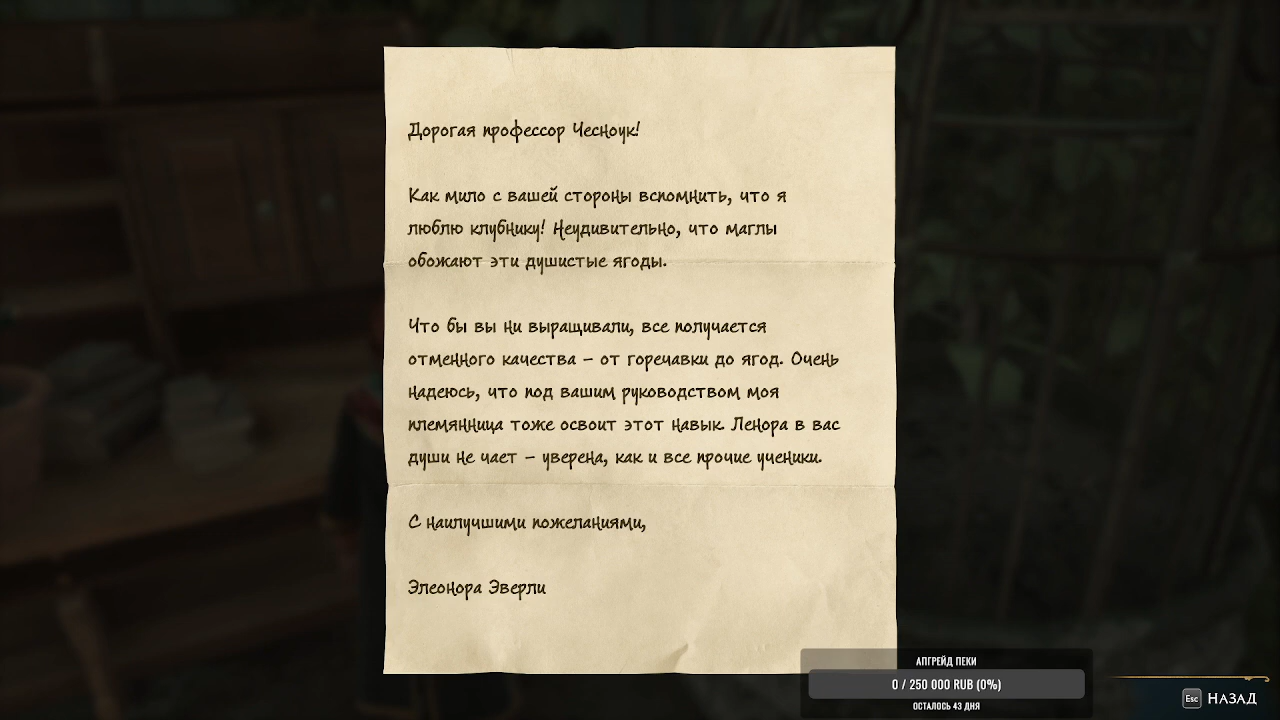 Дорогая профессор Чесноук!
Как мило с вашей стороны вспомнить, что я
люблю клубнику! Неудивительно, что маглы
обожают эти душистые ягоды.
Что бы вы ни выращивали, все получается
отменного качества – от горечавки до ягод. Очень
надеюсь, что под вашим руководством моя
племянница тоже освоит этот навык. Ленора в вас
души не чает – уверена, как и все прочие ученики.
С наилучшими пожеланиями,
Элеонора Эверли
АПГРЕЙД ПЕКИ
0 / 250 000 RUB (0%)
ОСТАЛОСЬ 43 ДНЯ
Esc НАЗАД